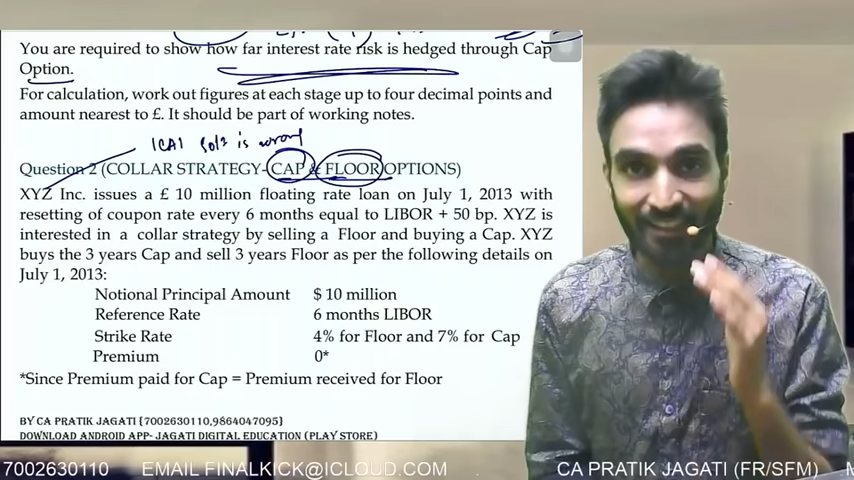 You are required to show how far interest rate risk is hedged through Cap
Option.
For calculation, work out figures at each stage up to four decimal points and
amount nearest to £. It should be part of working notes.
ICAI Sol? is wrong
Question 2 (COLLAR STRATEGY- CAP & FLOOR OPTIONS)
XYZ Inc. issues a £ 10 million floating rate loan on July 1, 2013 with
resetting of coupon rate every 6 months equal to LIBOR + 50 bp. XYZ is
interested in a collar strategy by selling a Floor and buying a Cap. XYZ
buys the 3 years Cap and sell 3 years Floor as per the following details on
July 1, 2013:
Notional Principal Amount $ 10 million
Reference Rate 6 months LIBOR
Strike Rate 4% for Floor and 7% for Cap
Premium 0*
*Since Premium paid for Cap = Premium received for Floor
BY CA PRATIK JAGATI {7002630110,9864047095}
DOWNLOAD ANDROID APP- JAGATI DIGITAL EDUCATION (PLAY STORE)
7002630110 EMAIL FINALKICK@ICLOUD.COM CA PRATIK JAGATI (FR/SFM)